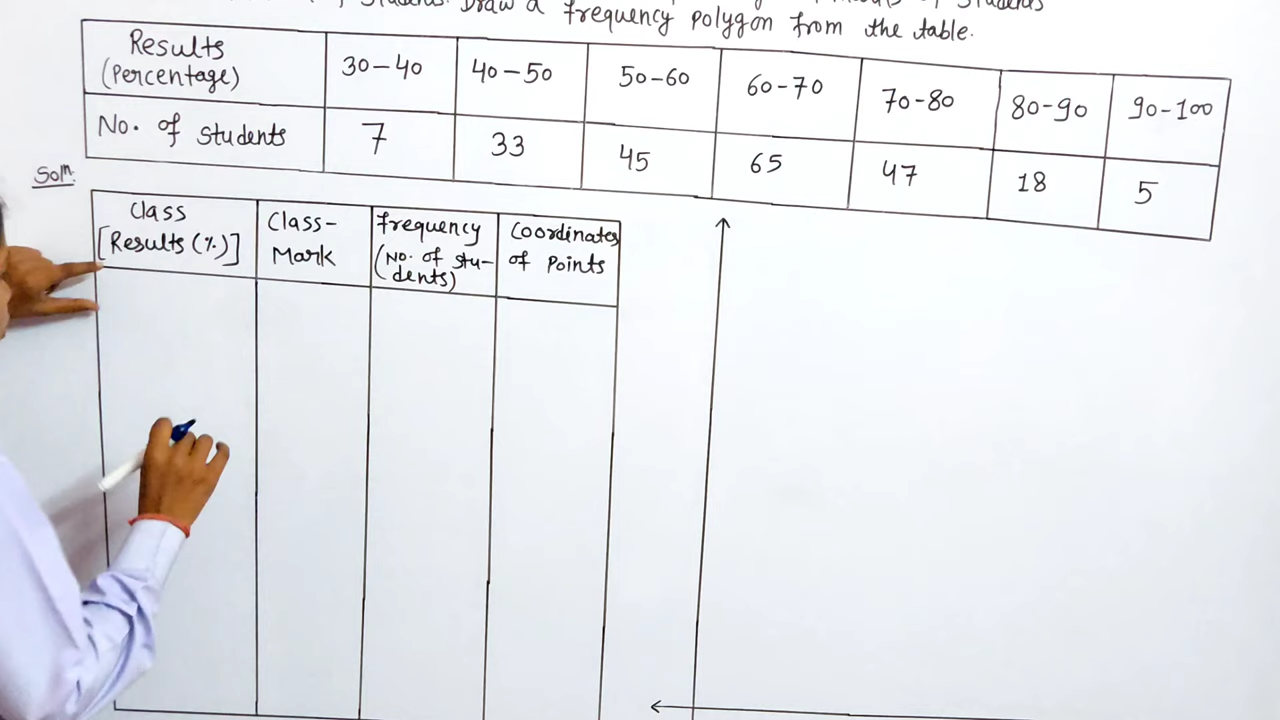 Students. Draw a frequency polygon from the table.
Results (Percentage) 30-40 40-50 50-60 60-70 70-80 80-90 90-100
No. of Students 7 33 45 65 47 18 5
Soln.
Class [Results (%)]
Class-Mark
Frequency (No. of stu-dents)
Coordinates of Points